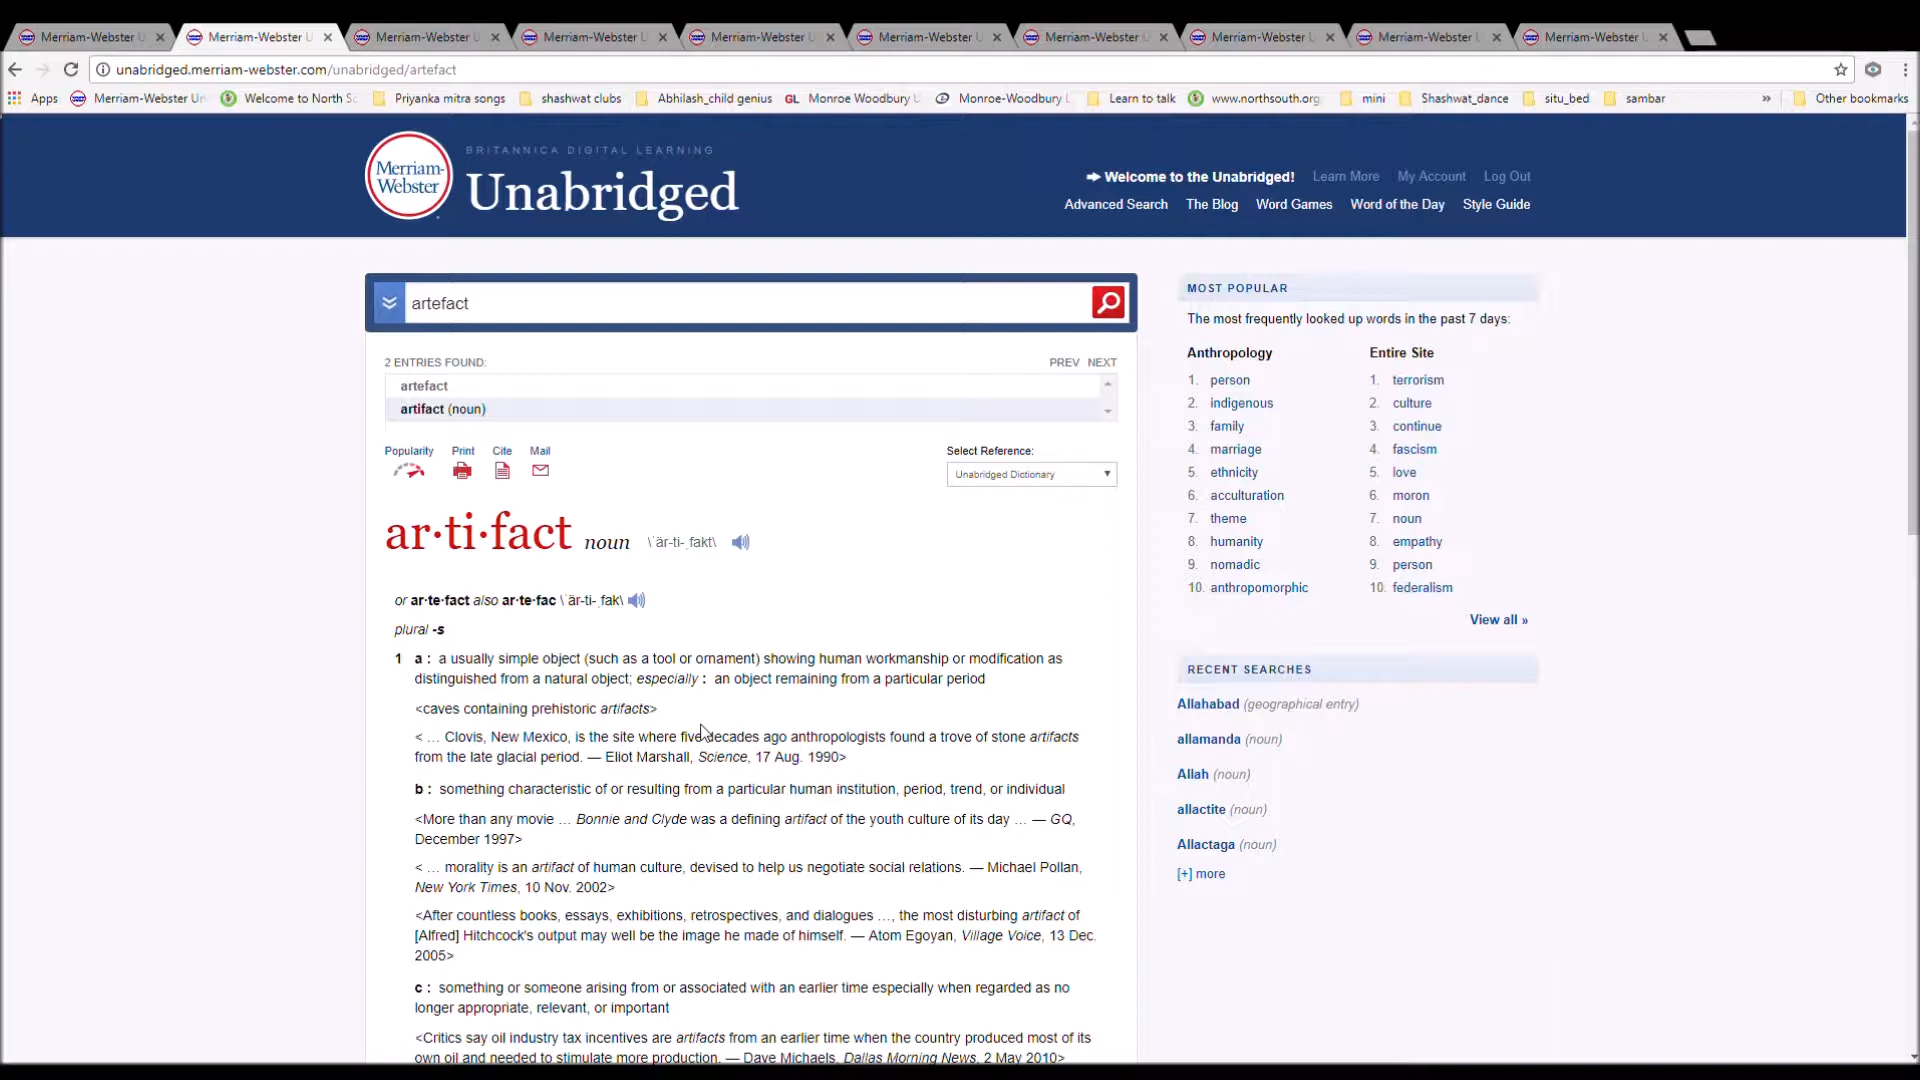 Merriam-Webster U Merriam-Webster U Merriam-Webster U Merriam-Webster U Merriam-Webster U Merriam-Webster U Merriam-Webster U Merriam-Webster U Merriam-Webster U Merriam-Webster U
unabridged.merriam-webster.com/unabridged/artefact
Apps Merriam-Webster Un Welcome to North Sc Priyanka mitra songs shashwat clubs Abhilash_child genius GL Monroe Woodbury U Monroe-Woodbury L Learn to talk www.northsouth.org mini Shashwat_dance situ_bed sambar » Other bookmarks
Merriam-
Webster
BRITANNICA DIGITAL LEARNING
Unabridged
Welcome to the Unabridged! Learn More My Account Log Out
Advanced Search The Blog Word Games Word of the Day Style Guide
artefact
2 ENTRIES FOUND: PREV NEXT
artefact
artifact (noun)
Popularity Print Cite Mail
Select Reference:
Unabridged Dictionary
ar·ti·fact noun \ˈär-ti-ˌfakt\
or ar·te·fact also ar·te·fac \ˈär-ti-ˌfak\
plural -s
1 a : a usually simple object (such as a tool or ornament) showing human workmanship or modification as
distinguished from a natural object; especially : an object remaining from a particular period
<caves containing prehistoric artifacts>
< … Clovis, New Mexico, is the site where five decades ago anthropologists found a trove of stone artifacts
from the late glacial period. — Eliot Marshall, Science, 17 Aug. 1990>
b : something characteristic of or resulting from a particular human institution, period, trend, or individual
<More than any movie … Bonnie and Clyde was a defining artifact of the youth culture of its day … — GQ,
December 1997>
< … morality is an artifact of human culture, devised to help us negotiate social relations. — Michael Pollan,
New York Times, 10 Nov. 2002>
<After countless books, essays, exhibitions, retrospectives, and dialogues …, the most disturbing artifact of
[Alfred] Hitchcock's output may well be the image he made of himself. — Atom Egoyan, Village Voice, 13 Dec.
2005>
c : something or someone arising from or associated with an earlier time especially when regarded as no
longer appropriate, relevant, or important
<Critics say oil industry tax incentives are artifacts from an earlier time when the country produced most of its
own oil and needed to stimulate more production. — Dave Michaels, Dallas Morning News, 2 May 2010>
MOST POPULAR
The most frequently looked up words in the past 7 days:
Anthropology Entire Site
1. person 1. terrorism
2. indigenous 2. culture
3. family 3. continue
4. marriage 4. fascism
5. ethnicity 5. love
6. acculturation 6. moron
7. theme 7. noun
8. humanity 8. empathy
9. nomadic 9. person
10. anthropomorphic 10. federalism
View all »
RECENT SEARCHES
Allahabad (geographical entry)
allamanda (noun)
Allah (noun)
allactite (noun)
Allactaga (noun)
[+] more